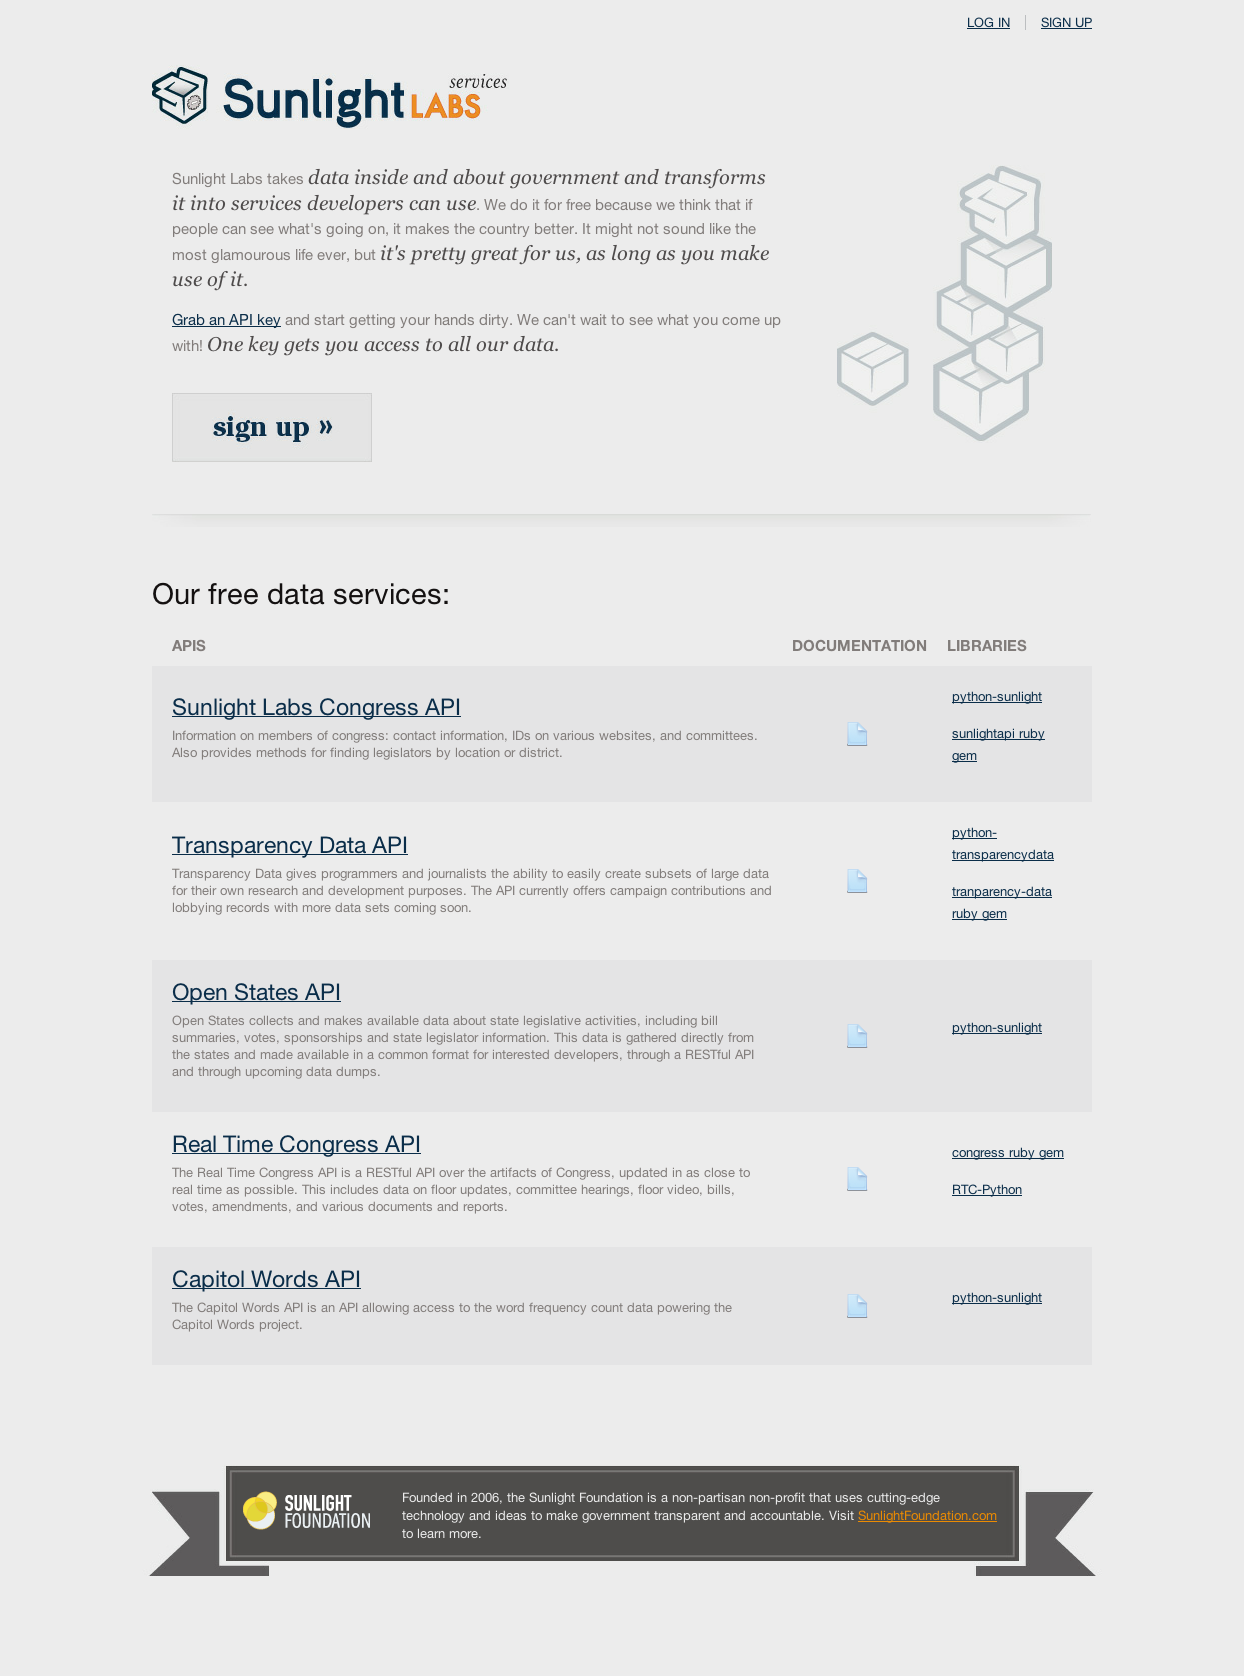 LOG IN
SIGN UP
Sunlight LABS services
Sunlight Labs takes data inside and about government and transforms
it into services developers can use. We do it for free because we think that if
people can see what's going on, it makes the country better. It might not sound like the
most glamourous life ever, but it's pretty great for us, as long as you make
use of it.
Grab an API key and start getting your hands dirty. We can't wait to see what you come up
with! One key gets you access to all our data.
sign up »
Our free data services:
APIS
DOCUMENTATION
LIBRARIES
Sunlight Labs Congress API
Information on members of congress: contact information, IDs on various websites, and committees.
Also provides methods for finding legislators by location or district.
python-sunlight
sunlightapi ruby
gem
Transparency Data API
Transparency Data gives programmers and journalists the ability to easily create subsets of large data
for their own research and development purposes. The API currently offers campaign contributions and
lobbying records with more data sets coming soon.
python-
transparencydata
tranparency-data
ruby gem
Open States API
Open States collects and makes available data about state legislative activities, including bill
summaries, votes, sponsorships and state legislator information. This data is gathered directly from
the states and made available in a common format for interested developers, through a RESTful API
and through upcoming data dumps.
python-sunlight
Real Time Congress API
The Real Time Congress API is a RESTful API over the artifacts of Congress, updated in as close to
real time as possible. This includes data on floor updates, committee hearings, floor video, bills,
votes, amendments, and various documents and reports.
congress ruby gem
RTC-Python
Capitol Words API
The Capitol Words API is an API allowing access to the word frequency count data powering the
Capitol Words project.
python-sunlight
SUNLIGHT
FOUNDATION
Founded in 2006, the Sunlight Foundation is a non-partisan non-profit that uses cutting-edge
technology and ideas to make government transparent and accountable. Visit SunlightFoundation.com
to learn more.